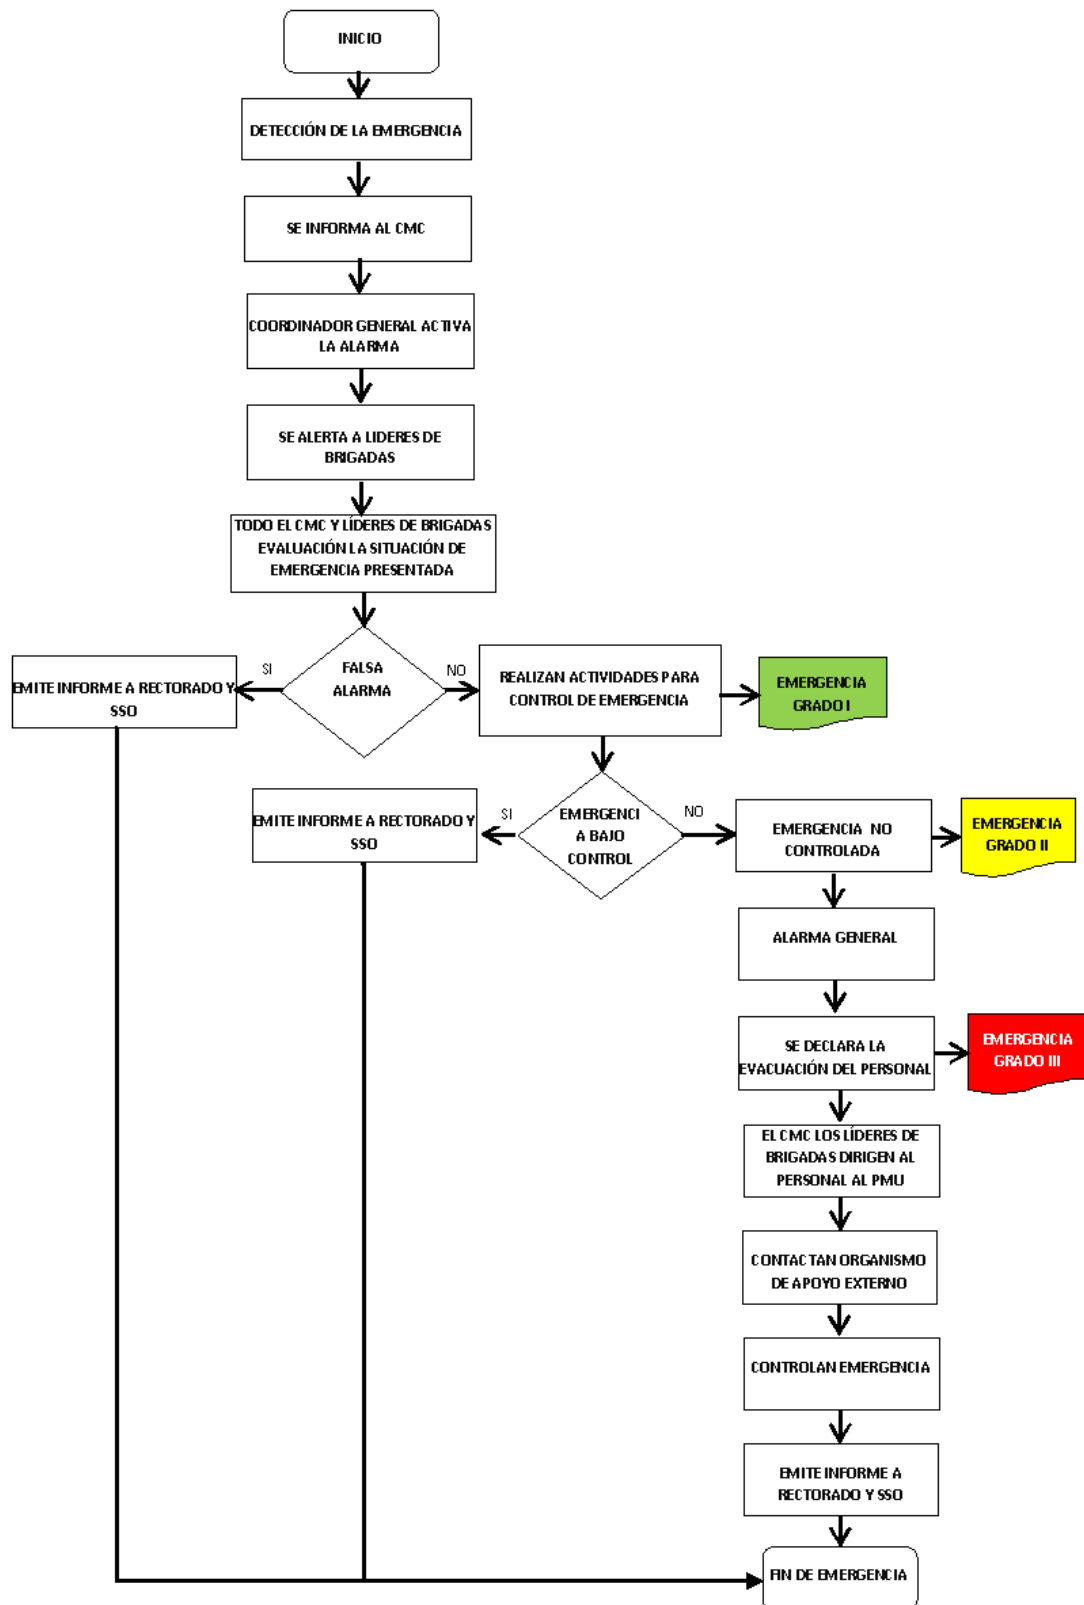 INICIO
DETECCIÓN DE LA EMERGENCIA
SE INFORMA AL CMC
COORDINADOR GENERAL ACTIVA
LA ALARMA
SE ALERTA A LIDERES DE
BRIGADAS
TODO EL CMC Y LÍDERES DE BRIGADAS
EVALUACIÓN LA SITUACIÓN DE
EMERGENCIA PRESENTADA
FALSA
ALARMA
SI
NO
EMITE INFORME A RECTORADO Y
SSO
REALIZAN ACTIVIDADES PARA
CONTROL DE EMERGENCIA
EMERGENCIA
GRADO I
EMERGENCI
A BAJO
CONTROL
SI
NO
EMITE INFORME A RECTORADO Y
SSO
EMERGENCIA NO
CONTROLADA
EMERGENCIA
GRADO II
ALARMA GENERAL
SE DECLARA LA
EVACUACIÓN DEL PERSONAL
EMERGENCIA
GRADO III
EL CMC LOS LÍDERES DE
BRIGADAS DIRIGEN AL
PERSONAL AL PMU
CONTACTAN ORGANISMO
DE APOYO EXTERNO
CONTROLAN EMERGENCIA
EMITE INFORME A
RECTORADO Y SSO
FIN DE EMERGENCIA